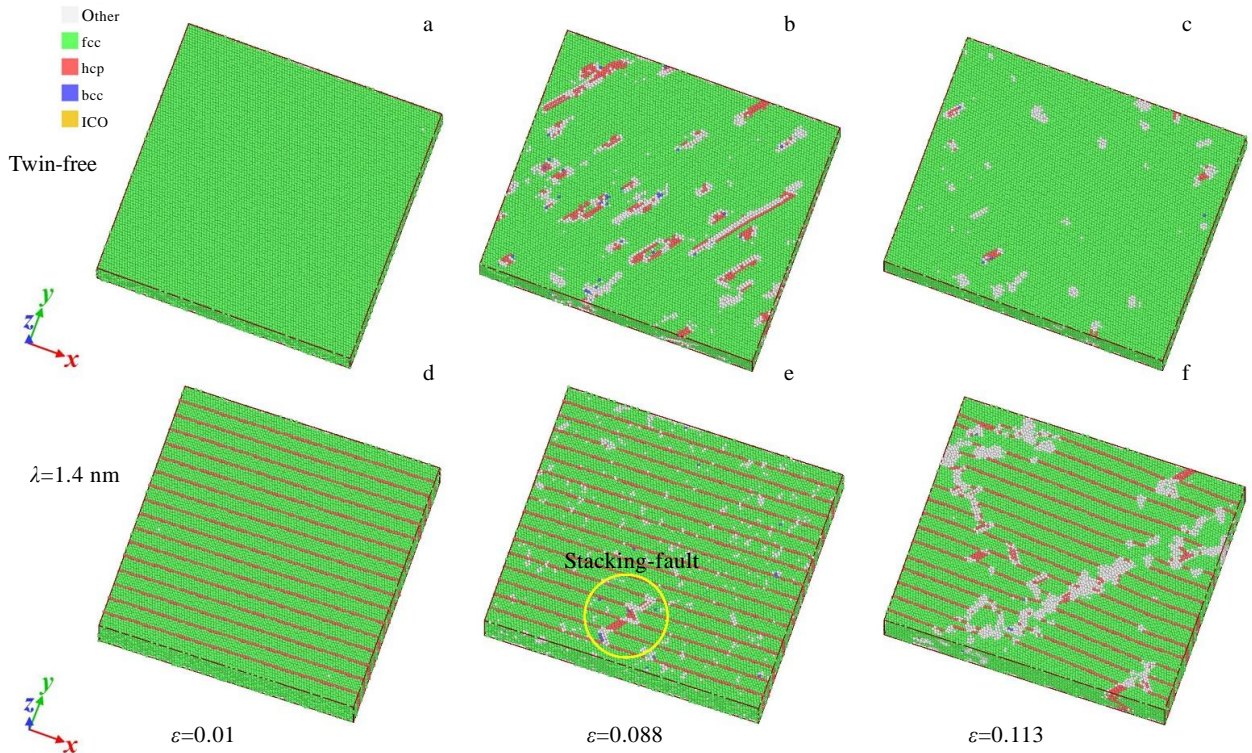 Other
fcc
hcp
bcc
ICO
a
b
c
Twin-free
y
z
x
d
e
f
λ=1.4 nm
Stacking-fault
y
z
x
ε=0.01
ε=0.088
ε=0.113